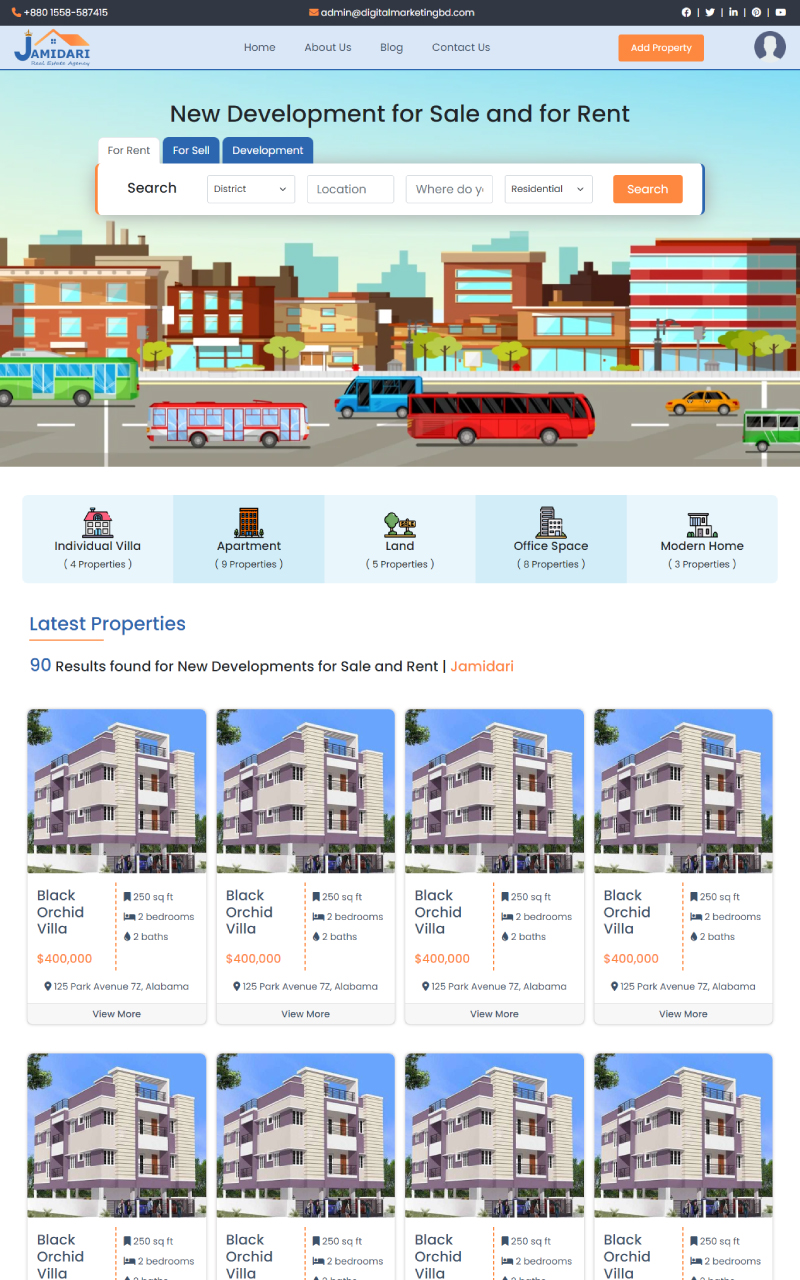 +880 1558-587415
admin@digitalmarketingbd.com
JAMIDARI
Real Estate Agency
Home
About Us
Blog
Contact Us
Add Property
New Development for Sale and for Rent
For Rent
For Sell
Development
Search
District
Location
Where do y
Residential
Search
Individual Villa
( 4 Properties )
Apartment
( 9 Properties )
Land
( 5 Properties )
Office Space
( 8 Properties )
Modern Home
( 3 Properties )
Latest Properties
90 Results found for New Developments for Sale and Rent | Jamidari
Black
Orchid
Villa
$400,000
250 sq ft
2 bedrooms
2 baths
125 Park Avenue 7Z, Alabama
View More
Black
Orchid
Villa
$400,000
250 sq ft
2 bedrooms
2 baths
125 Park Avenue 7Z, Alabama
View More
Black
Orchid
Villa
$400,000
250 sq ft
2 bedrooms
2 baths
125 Park Avenue 7Z, Alabama
View More
Black
Orchid
Villa
$400,000
250 sq ft
2 bedrooms
2 baths
125 Park Avenue 7Z, Alabama
View More
Black
Orchid
Villa
250 sq ft
2 bedrooms
2 baths
Black
Orchid
Villa
250 sq ft
2 bedrooms
2 baths
Black
Orchid
Villa
250 sq ft
2 bedrooms
2 baths
Black
Orchid
Villa
250 sq ft
2 bedrooms
2 baths